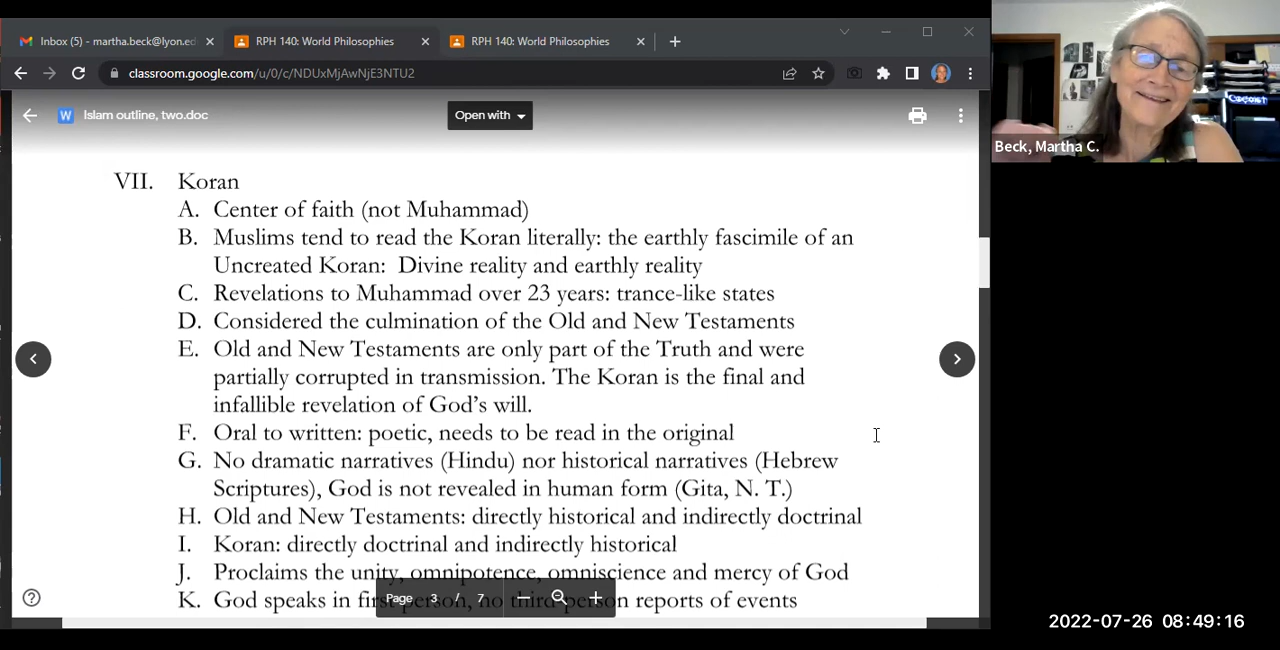 Inbox (5) - martha.beck@lyon.ed
RPH 140: World Philosophies
RPH 140: World Philosophies
classroom.google.com/u/0/c/NDUxMjAwNjE3NTU2
Islam outline, two.doc
Open with
Beck, Martha C.
VII. Koran
A. Center of faith (not Muhammad)
B. Muslims tend to read the Koran literally: the earthly fascimile of an
Uncreated Koran: Divine reality and earthly reality
C. Revelations to Muhammad over 23 years: trance-like states
D. Considered the culmination of the Old and New Testaments
E. Old and New Testaments are only part of the Truth and were
partially corrupted in transmission. The Koran is the final and
infallible revelation of God's will.
F. Oral to written: poetic, needs to be read in the original
G. No dramatic narratives (Hindu) nor historical narratives (Hebrew
Scriptures), God is not revealed in human form (Gita, N. T.)
H. Old and New Testaments: directly historical and indirectly doctrinal
I. Koran: directly doctrinal and indirectly historical
J. Proclaims the unity, omnipotence, omniscience and mercy of God
K. God speaks in first person, no third person reports of events
Page 3 / 7
2022-07-26 08:49:16